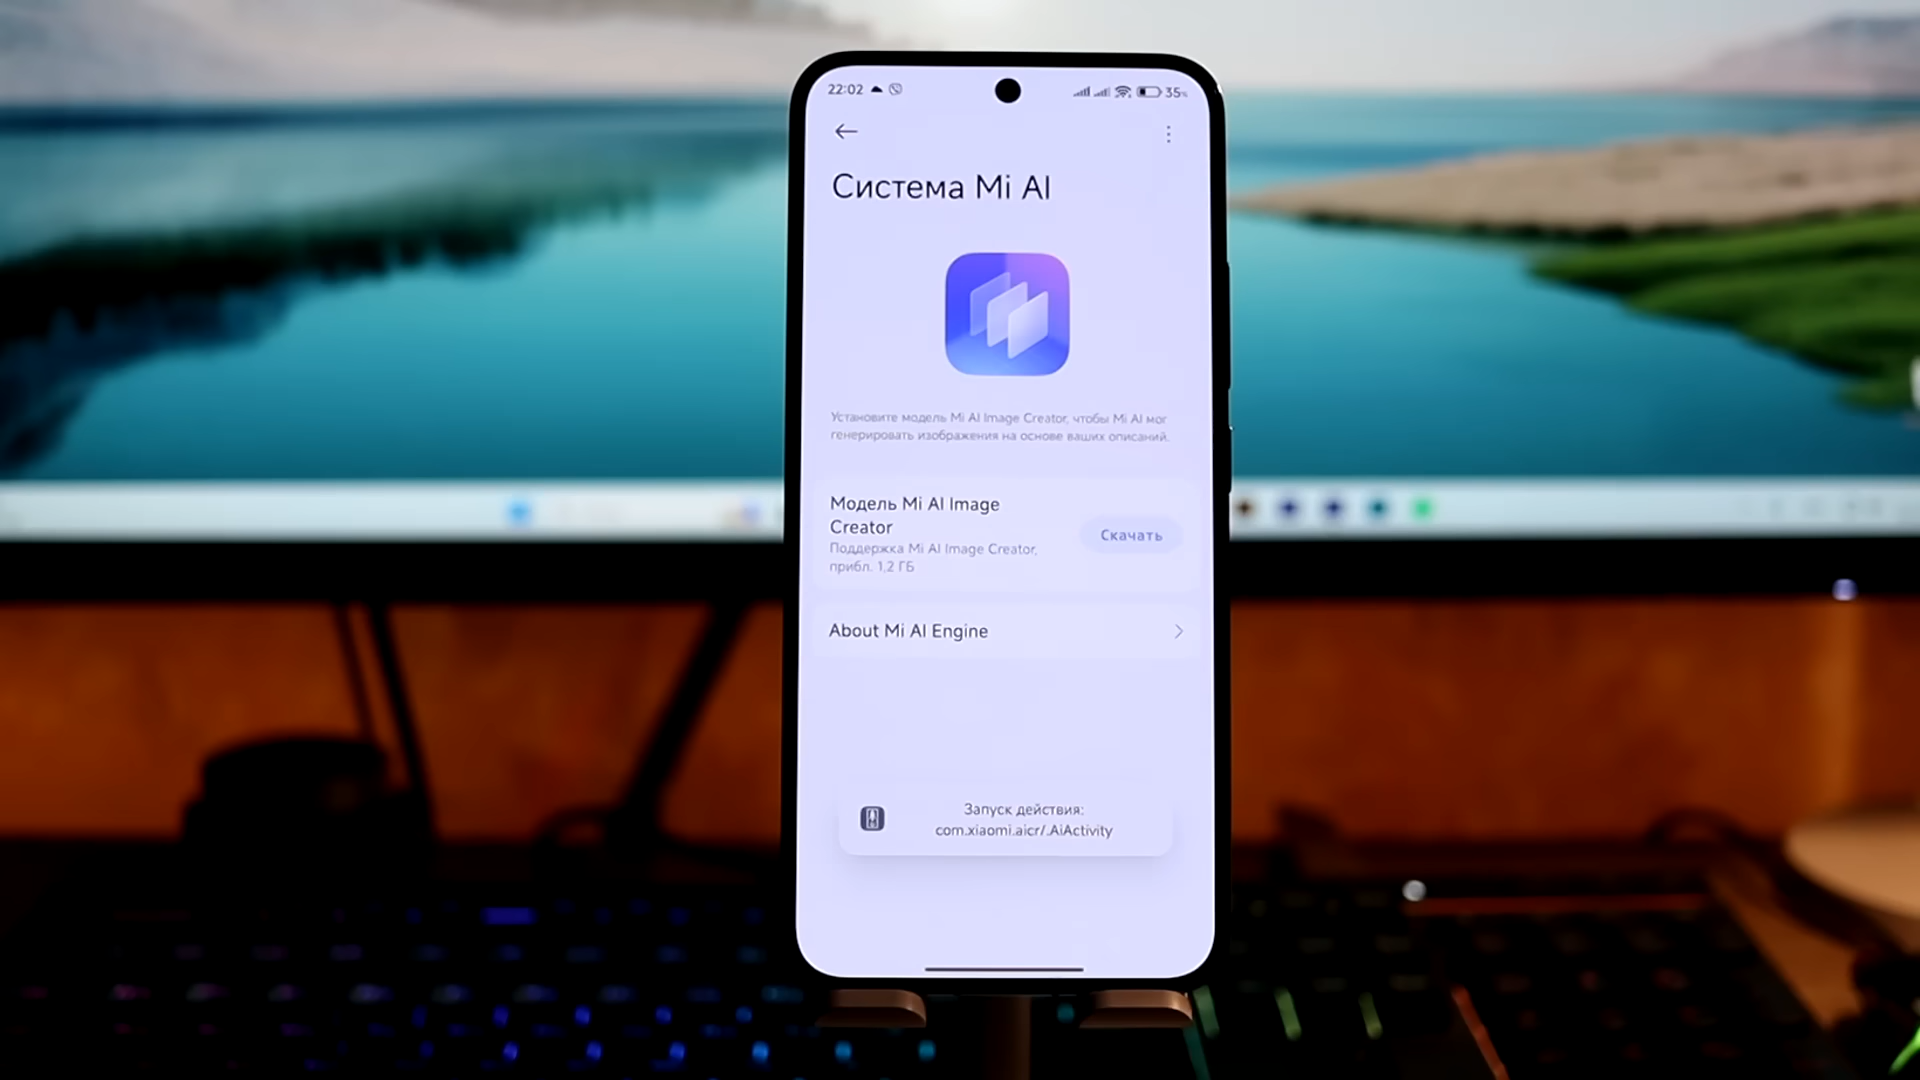 22:02
35%
Система Mi AI
Установите модель Mi AI Image Creator, чтобы Mi AI мог
генерировать изображения на основе ваших описаний.
Модель Mi AI Image
Creator
Поддержка Mi AI Image Creator,
прибл. 1,2 ГБ
Скачать
About Mi AI Engine
Запуск действия:
com.xiaomi.aicr/.AiActivity